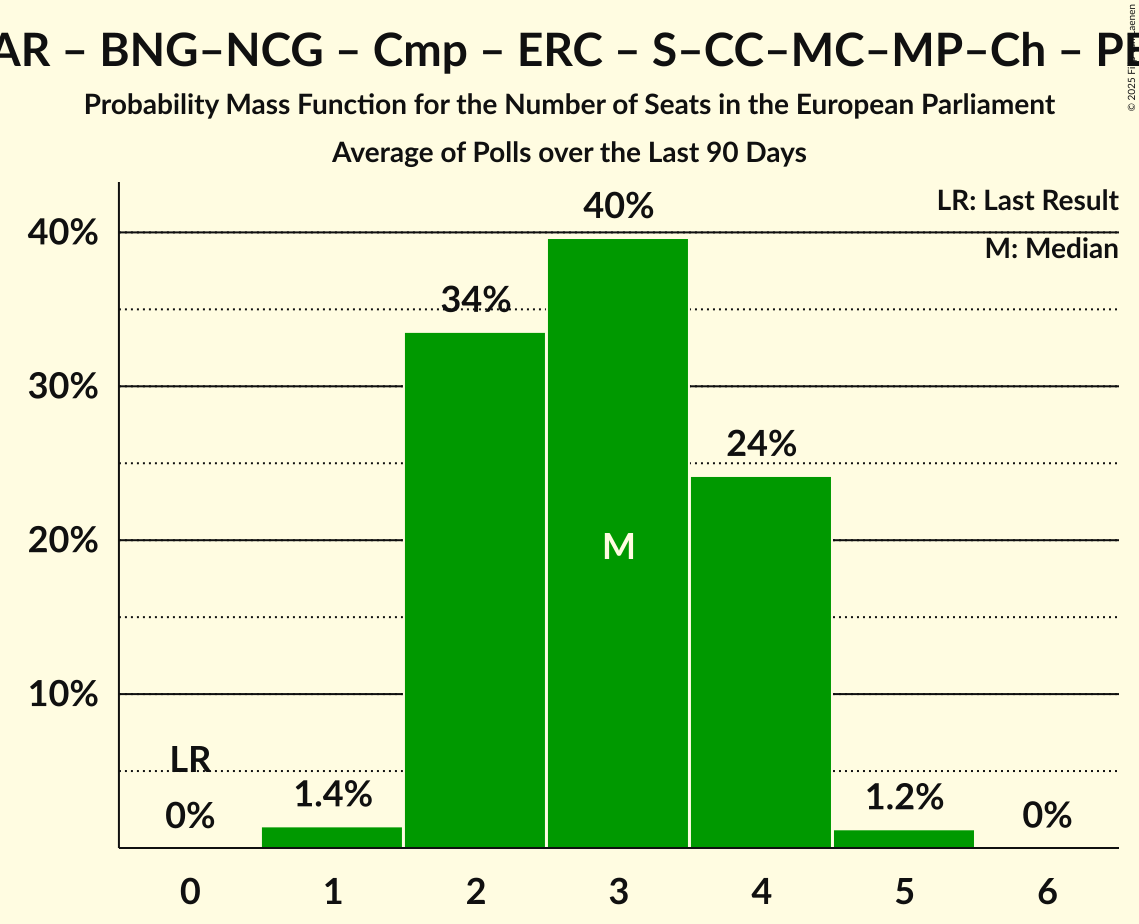 AR – BNG–NCG – Cmp – ERC – S–CC–MC–MP–Ch –
Probability Mass Function for the Number of Seats in the European Parliament
Average of Polls over the Last 90 Days
LR: Last Result
M: Median
40%
30%
20%
10%
LR
0%
1.4%
34%
40%
M
24%
1.2%
0%
0 1 2 3 4 5 6
© 2025